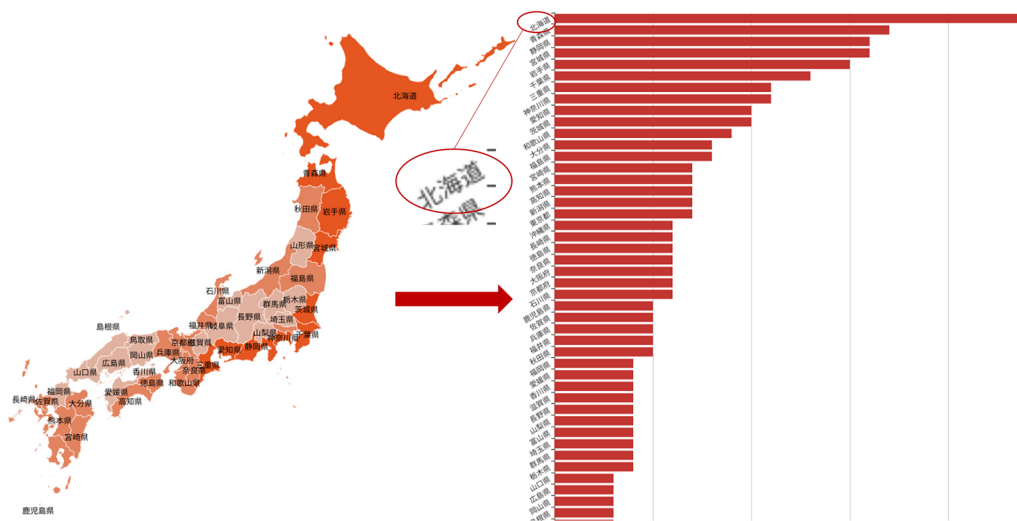 北海道
青森県
秋田県
岩手県
山形県
宮城県
新潟県
福島県
石川県
富山県
栃木県
群馬県
茨城県
長野県
埼玉県
福井県
岐阜県
山梨県
千葉県
神奈川県
静岡県
愛知県
滋賀県
京都府
三重県
奈良県
大阪府
和歌山県
兵庫県
鳥取県
島根県
岡山県
広島県
山口県
香川県
徳島県
愛媛県
高知県
福岡県
佐賀県
長崎県
大分県
熊本県
宮崎県
鹿児島県
北海道
森県
北海道
青森県
静岡県
宮城県
岩手県
千葉県
三重県
神奈川県
愛知県
茨城県
和歌山県
大分県
福島県
宮崎県
熊本県
高知県
新潟県
東京都
沖縄県
長崎県
徳島県
奈良県
大阪府
京都府
石川県
鹿児島県
佐賀県
兵庫県
福井県
秋田県
福岡県
愛媛県
香川県
滋賀県
長野県
山梨県
富山県
埼玉県
群馬県
栃木県
山口県
広島県
岡山県
島根県